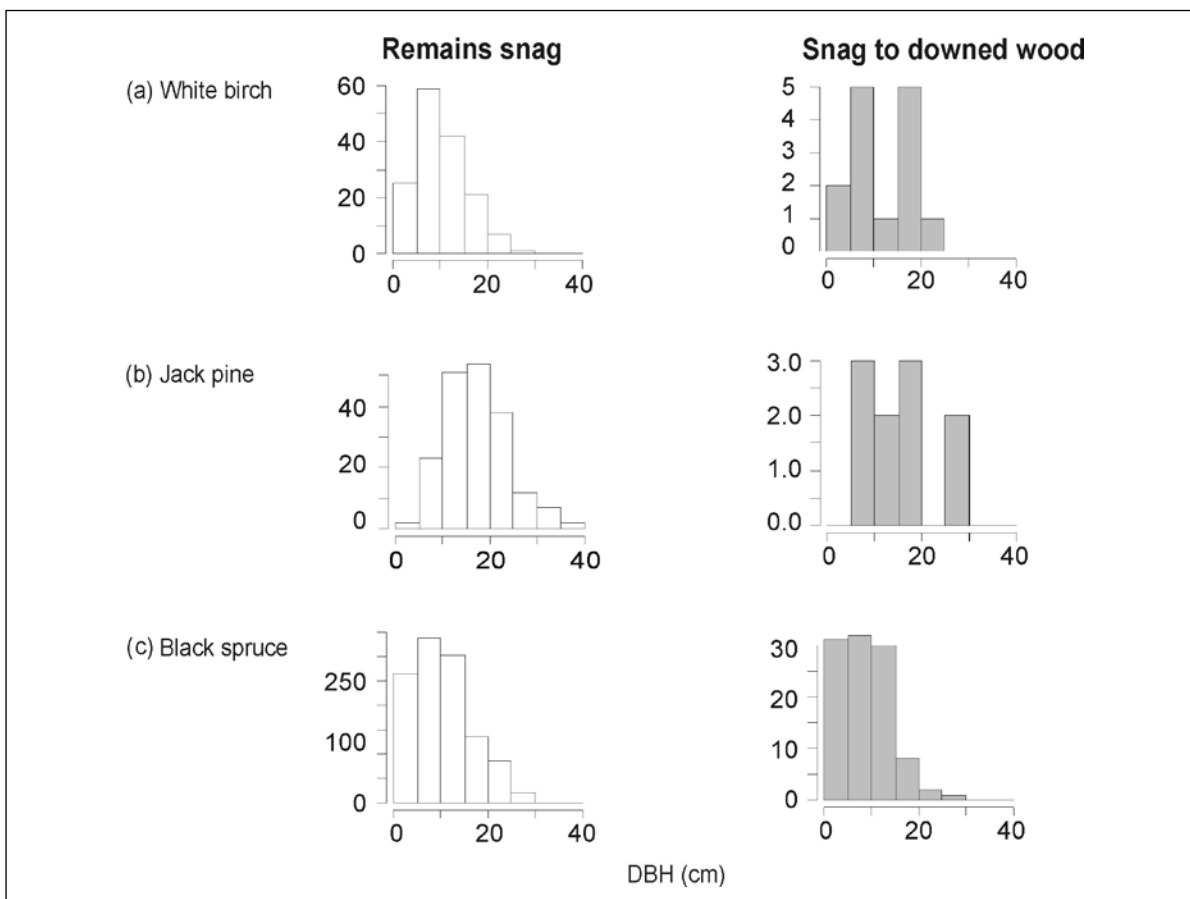 Remains snag
Snag to downed wood
(a) White birch
60
40
20
0
0 20 40
5
4
3
2
1
0
0 20 40
(b) Jack pine
40
20
0
0 20 40
3.0
2.0
1.0
0.0
0 20 40
(c) Black spruce
250
100
0
0 20 40
30
20
10
0
0 20 40
DBH (cm)